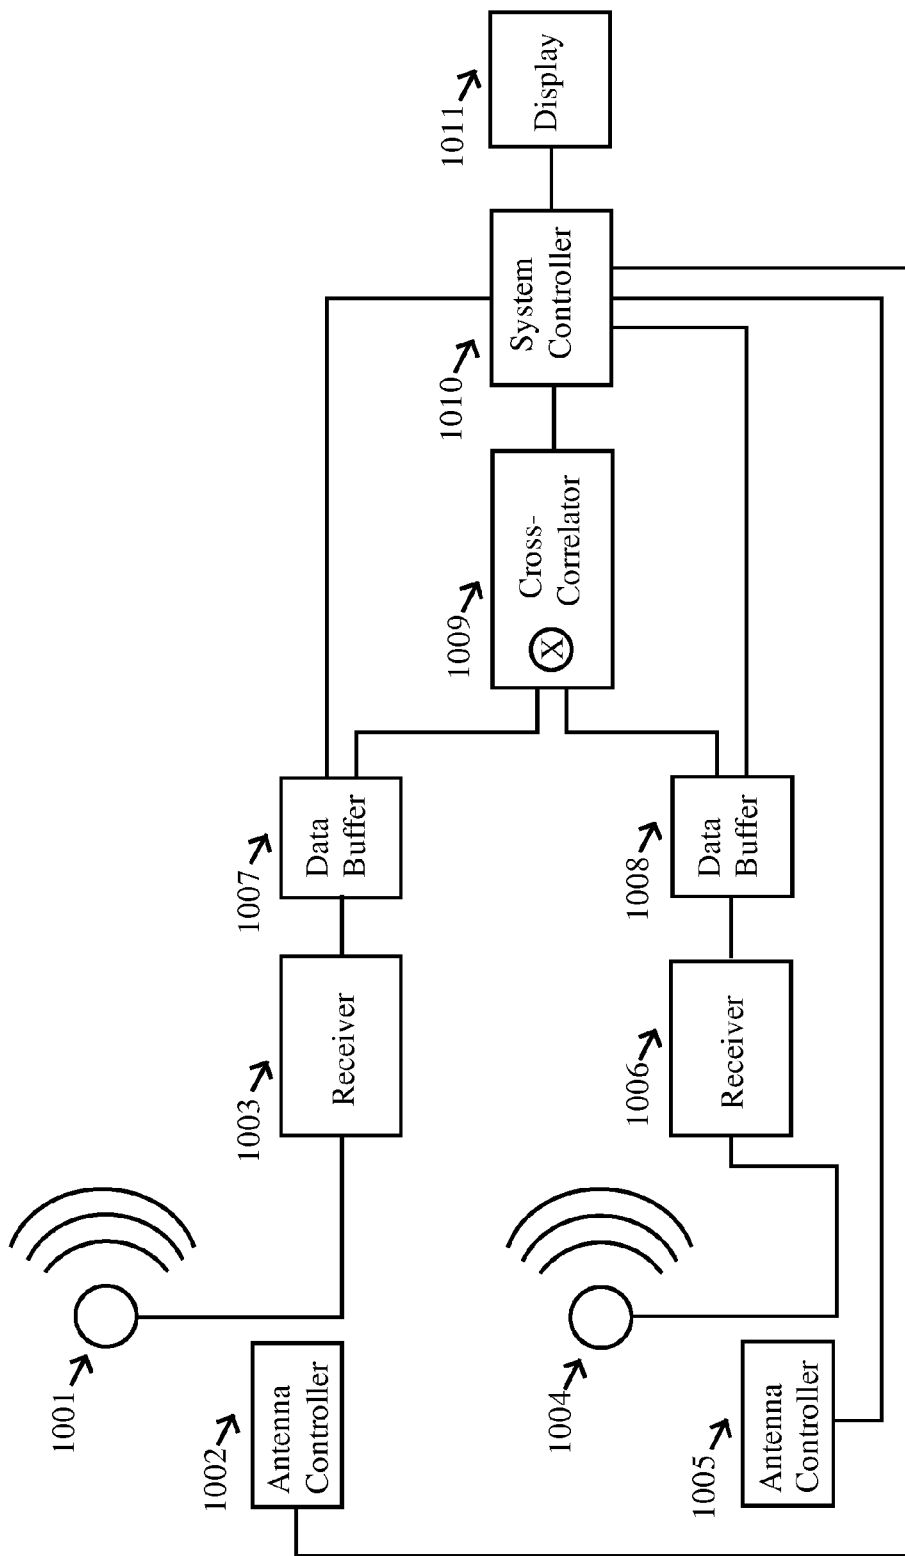 1001
1002
Antenna
Controller
1003
Receiver
1007
Data
Buffer
1004
1005
Antenna
Controller
1006
Receiver
1008
Data
Buffer
1009
X
Cross-
Correlator
1010
System
Controller
1011
Display